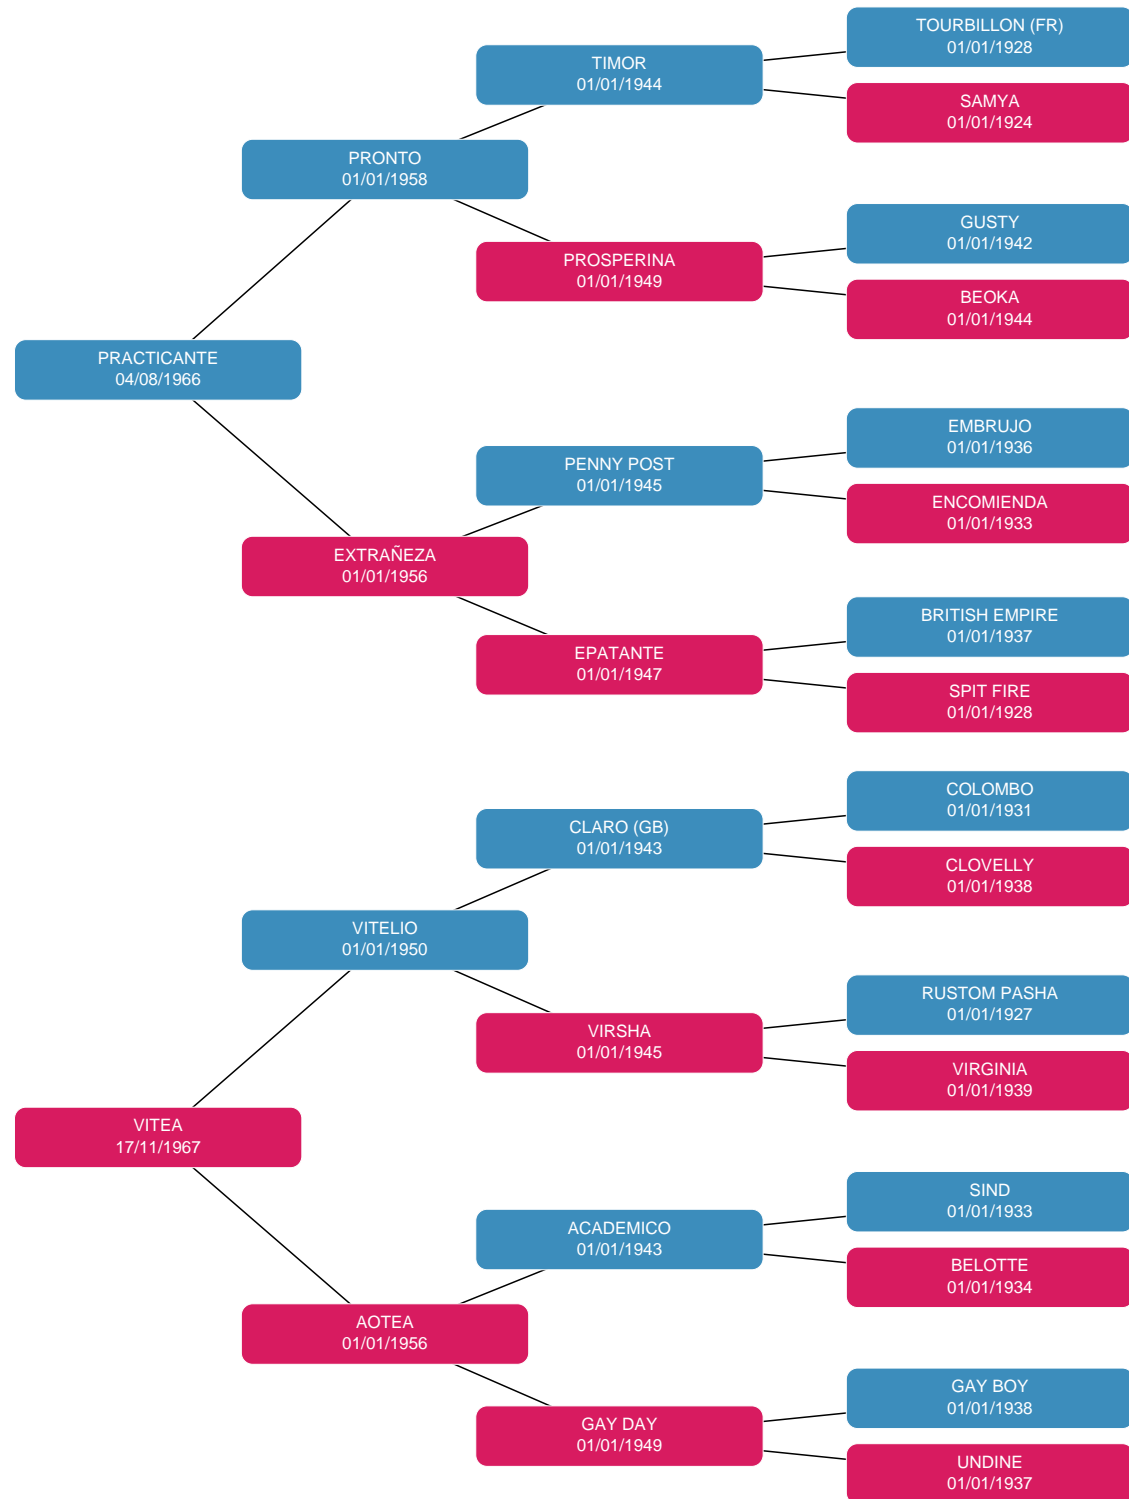 TOURBILLON (FR)
01/01/1928
TIMOR
01/01/1944
SAMYA
01/01/1924
PRONTO
01/01/1958
GUSTY
01/01/1942
PROSPERINA
01/01/1949
BEOKA
01/01/1944
PRACTICANTE
04/08/1966
EMBRUJO
01/01/1936
PENNY POST
01/01/1945
ENCOMIENDA
01/01/1933
EXTRAÑEZA
01/01/1956
BRITISH EMPIRE
01/01/1937
EPATANTE
01/01/1947
SPIT FIRE
01/01/1928
COLOMBO
01/01/1931
CLARO (GB)
01/01/1943
CLOVELLY
01/01/1938
VITELIO
01/01/1950
RUSTOM PASHA
01/01/1927
VIRSHA
01/01/1945
VIRGINIA
01/01/1939
VITEA
17/11/1967
SIND
01/01/1933
ACADEMICO
01/01/1943
BELOTTE
01/01/1934
AOTEA
01/01/1956
GAY BOY
01/01/1938
GAY DAY
01/01/1949
UNDINE
01/01/1937